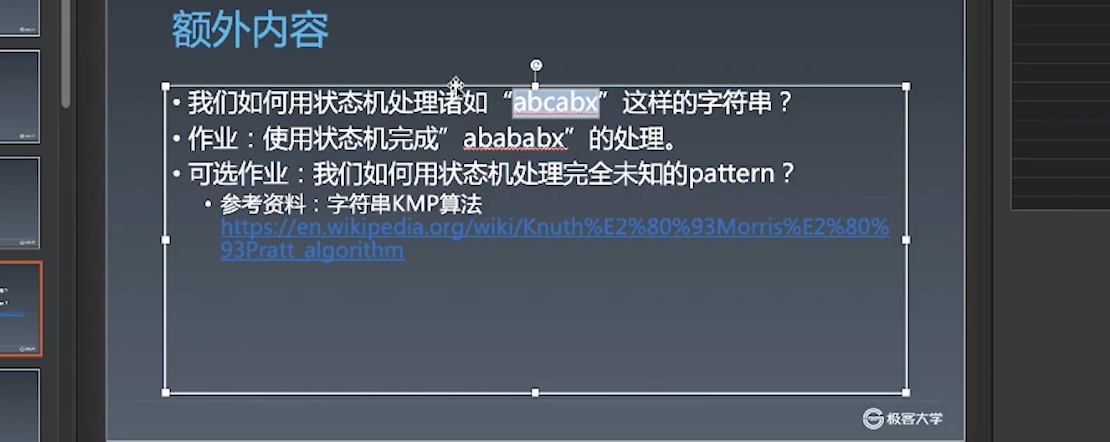 额外内容
• 我们如何用状态机处理诸如“abcabx”这样的字符串？
• 作业：使用状态机完成”abababx”的处理。
• 可选作业：我们如何用状态机处理完全未知的pattern？
• 参考资料：字符串KMP算法
https://en.wikipedia.org/wiki/Knuth%E2%80%93Morris%E2%80%
93Pratt_algorithm
极客大学